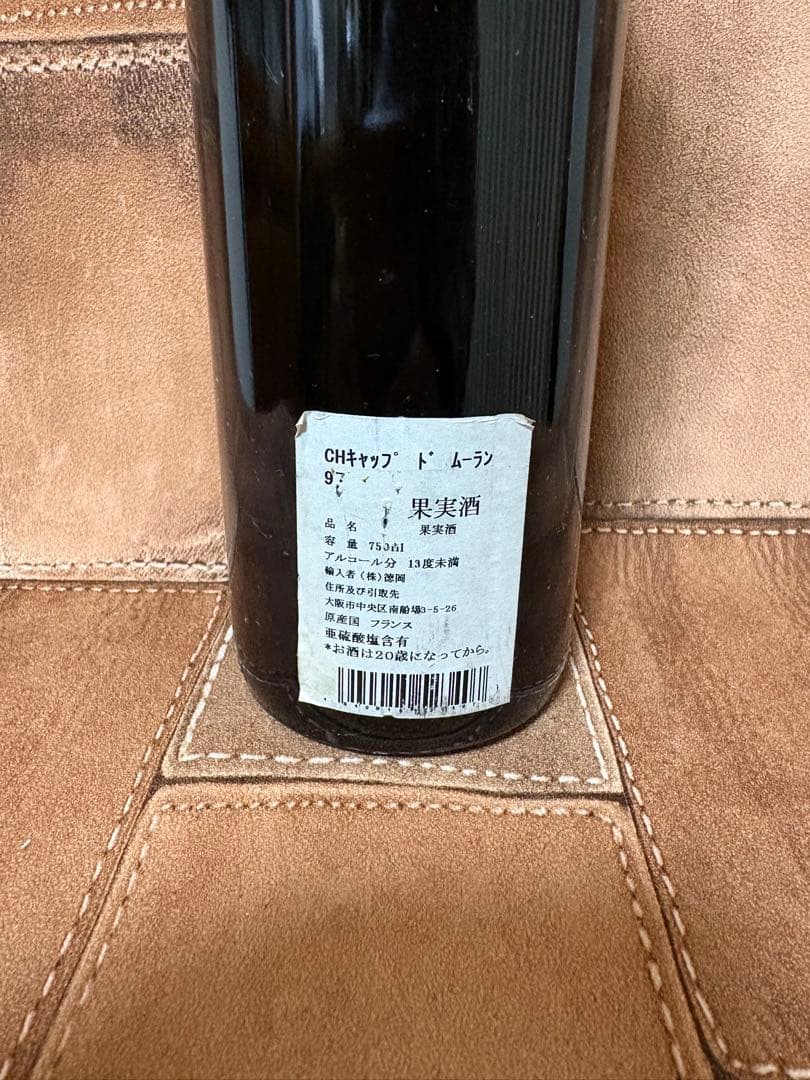 CHキャップ ド ムーラン
97
果実酒
品 名 果実酒
容 量 750ml
アルコール分 13度未満
輸入者 (株)徳岡
住所及び引取先
大阪市中央区南船場3-5-26
原産国 フランス
亜硫酸塩含有
*お酒は20歳になってから。